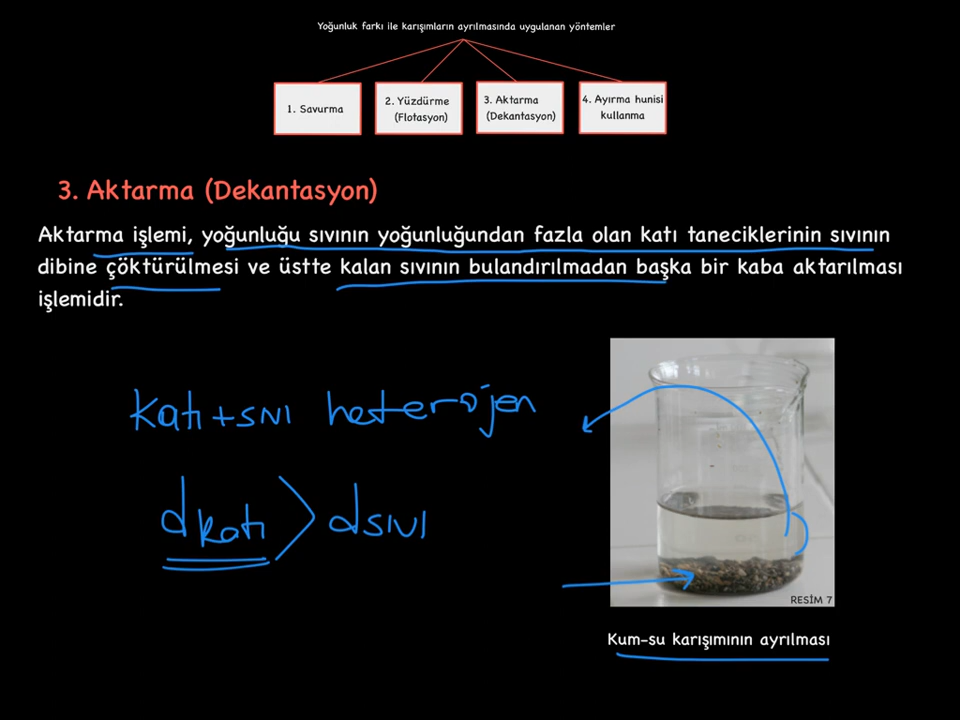 Yoğunluk farkı ile karışımların ayrılmasında uygulanan yöntemler
1. Savurma
2. Yüzdürme
(Flotasyon)
3. Aktarma
(Dekantasyon)
4. Ayırma hunisi
kullanma
3. Aktarma (Dekantasyon)
Aktarma işlemi, yoğunluğu sıvının yoğunluğundan fazla olan katı taneciklerinin sıvının
dibine çöktürülmesi ve üstte kalan sıvının bulandırılmadan başka bir kaba aktarılması
işlemidir.
Katı+sıvı heterojen
dkatı > dsıvı
RESİM 7
Kum-su karışımının ayrılması